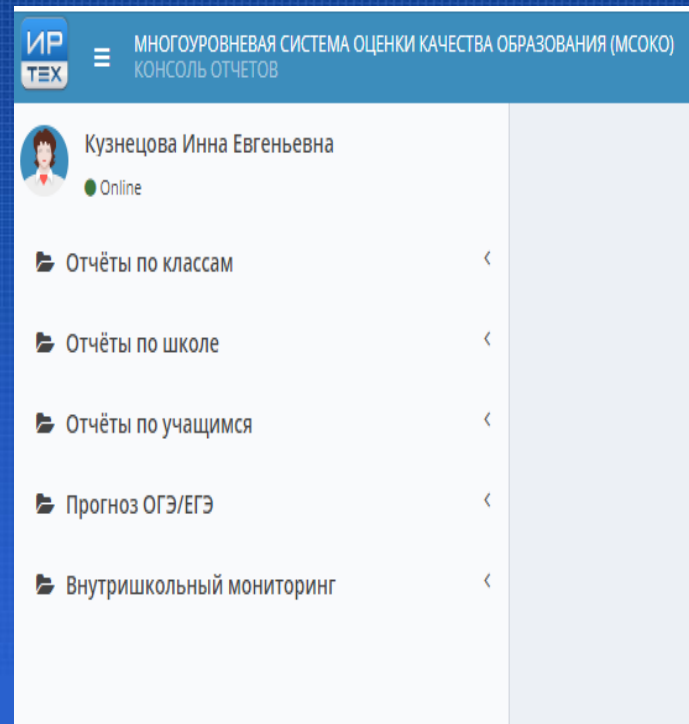 ИР
ТЕХ
МНОГОУРОВНЕВАЯ СИСТЕМА ОЦЕНКИ КАЧЕСТВА ОБРАЗОВАНИЯ (МСОКО)
КОНСОЛЬ ОТЧЕТОВ
Кузнецова Инна Евгеньевна
Online
Отчёты по классам
Отчёты по школе
Отчёты по учащимся
Прогноз ОГЭ/ЕГЭ
Внутришкольный мониторинг